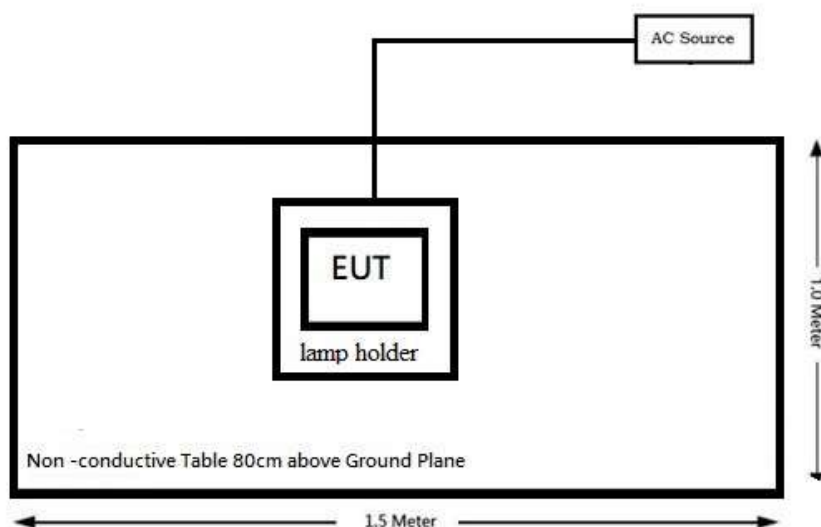 AC Source
EUT
lamp holder
1.0 Meter
Non -conductive Table 80cm above Ground Plane
1.5 Meter